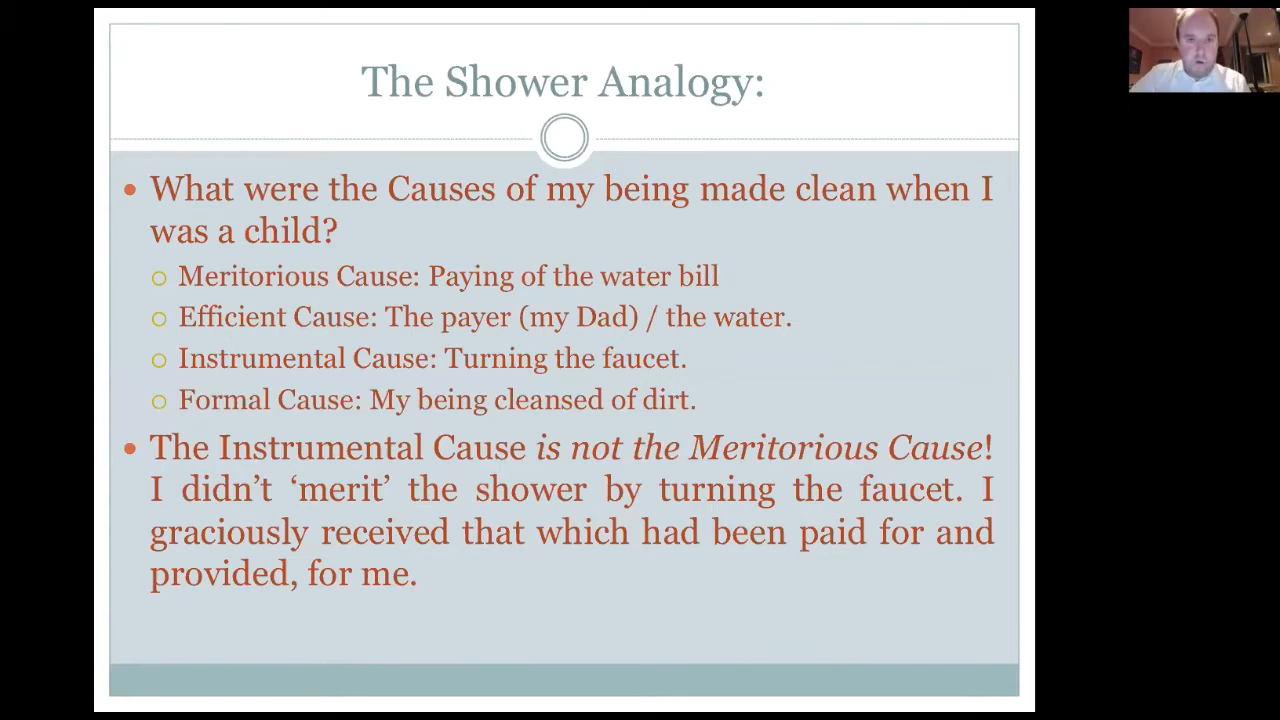 The Shower Analogy:
What were the Causes of my being made clean when I
was a child?
Meritorious Cause: Paying of the water bill
Efficient Cause: The payer (my Dad) / the water.
Instrumental Cause: Turning the faucet.
Formal Cause: My being cleansed of dirt.
The Instrumental Cause is not the Meritorious Cause!
I didn’t ‘merit’ the shower by turning the faucet. I
graciously received that which had been paid for and
provided, for me.